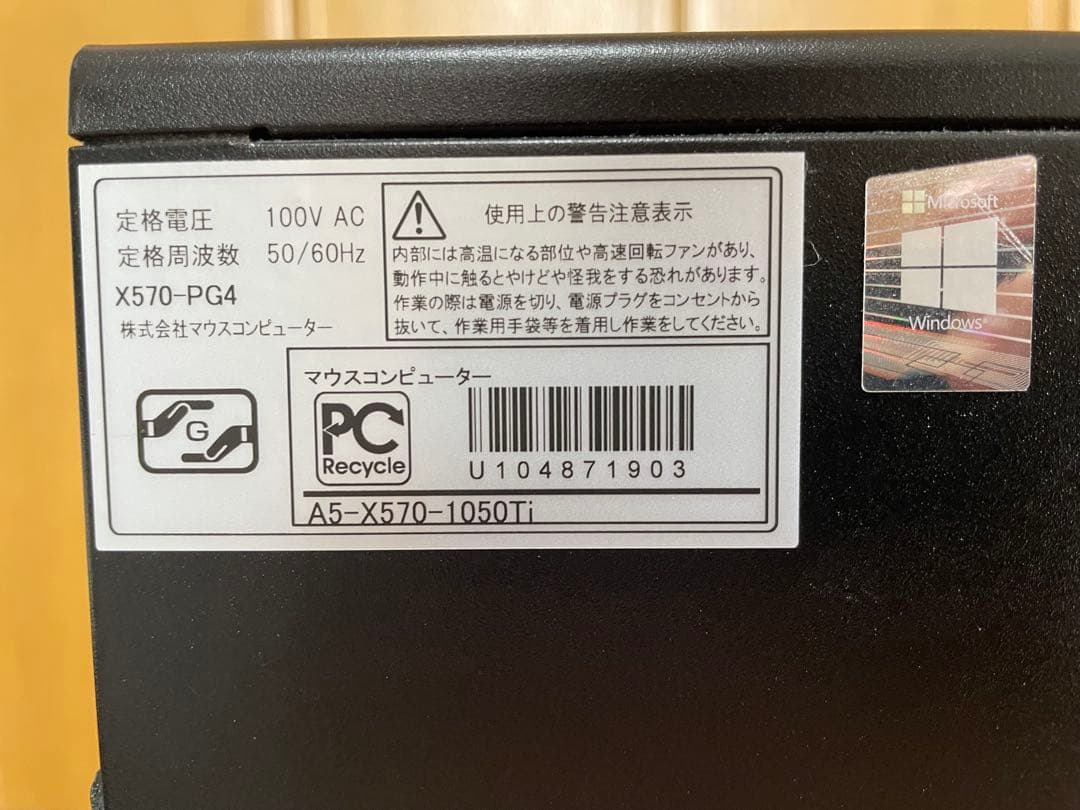 定格電圧 100V AC
定格周波数 50/60Hz
X570-PG4
株式会社マウスコンピューター
使用上の警告注意表示
内部には高温になる部位や高速回転ファンがあり、
動作中に触るとやけどや怪我をする恐れがあります。
作業の際は電源を切り、電源プラグをコンセントから
抜いて、作業用手袋等を着用し作業をしてください。
G
マウスコンピューター
PC
Recycle
U104871903
A5-X570-1050Ti
Microsoft
Windows®